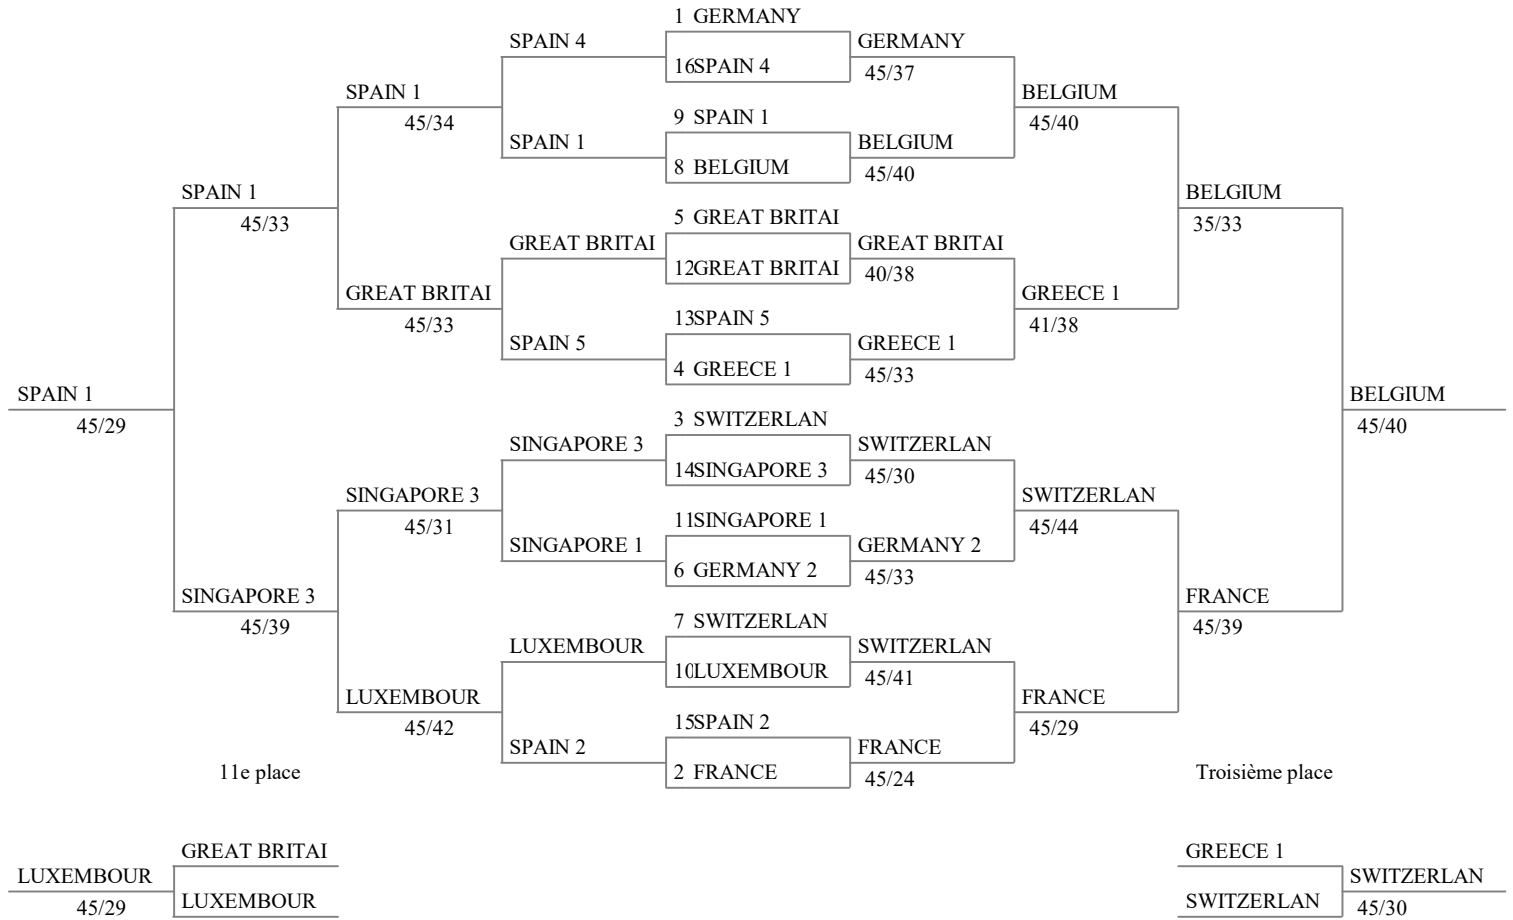 1 GERMANY
SPAIN 4
GERMANY
16SPAIN 4
45/37
SPAIN 1
BELGIUM
45/34
9 SPAIN 1
45/40
SPAIN 1
BELGIUM
8 BELGIUM
45/40
SPAIN 1
BELGIUM
45/33
5 GREAT BRITAI
35/33
GREAT BRITAI
GREAT BRITAI
12GREAT BRITAI
40/38
GREAT BRITAI
GREECE 1
45/33
13SPAIN 5
41/38
SPAIN 5
GREECE 1
4 GREECE 1
45/33
SPAIN 1
BELGIUM
45/29
3 SWITZERLAN
45/40
SINGAPORE 3
SWITZERLAN
14SINGAPORE 3
45/30
SINGAPORE 3
SWITZERLAN
45/31
11SINGAPORE 1
45/44
SINGAPORE 1
GERMANY 2
6 GERMANY 2
45/33
SINGAPORE 3
FRANCE
45/39
7 SWITZERLAN
45/39
LUXEMBOUR
SWITZERLAN
10LUXEMBOUR
45/41
LUXEMBOUR
FRANCE
45/42
15SPAIN 2
45/29
SPAIN 2
FRANCE
11e place
2 FRANCE
45/24
Troisième place
GREAT BRITAI
GREECE 1
LUXEMBOUR
SWITZERLAN
45/29
LUXEMBOUR
SWITZERLAN
45/30